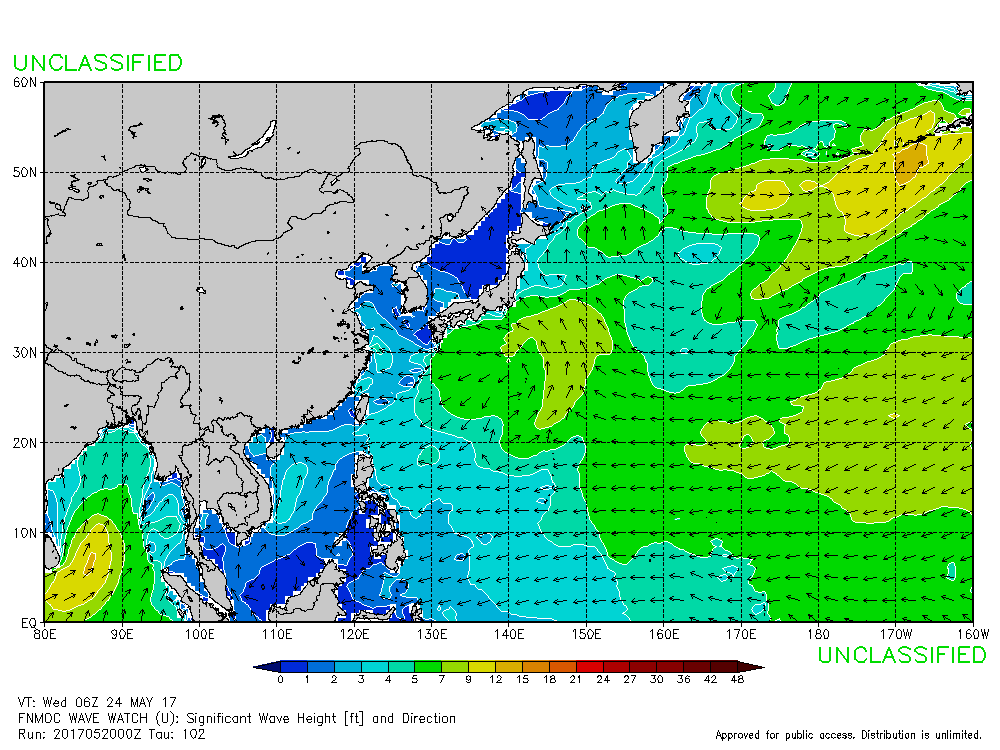 UNCLASSIFIED
60N
50N
40N
30N
20N
10N
EQ
80E 90E 100E 110E 120E 130E 140E 150E 160E 170E 180 170W 160W
UNCLASSIFIED
0 1 2 3 4 5 7 9 12 15 18 21 24 27 30 36 42 48
VT: Wed 06Z 24 MAY 17
FNMOC WAVE WATCH (U): Significant Wave Height [ft] and Direction
Run: 2017052000Z Tau: 102
Approved for public access. Distribution is unlimited.